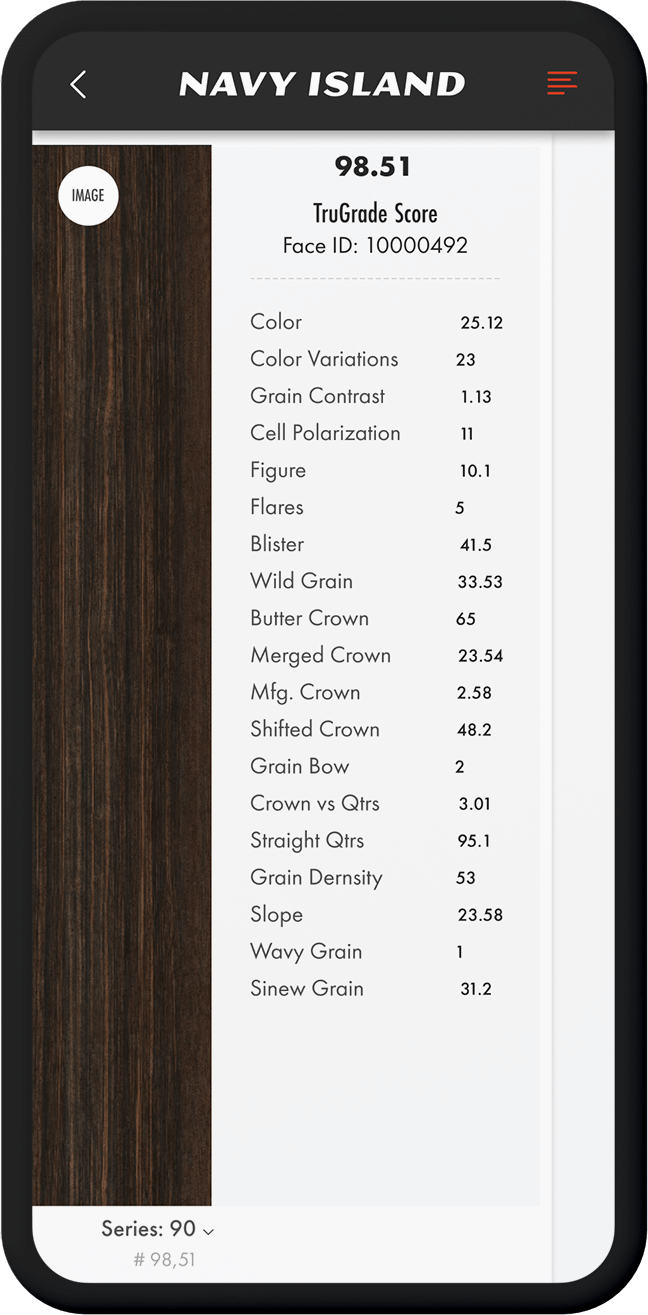 NAVY ISLAND
IMAGE
98.51
TruGrade Score
Face ID: 10000492
Color 25.12
Color Variations 23
Grain Contrast 1.13
Cell Polarization 11
Figure 10.1
Flares 5
Blister 41.5
Wild Grain 33.53
Butter Crown 65
Merged Crown 23.54
Mfg. Crown 2.58
Shifted Crown 48.2
Grain Bow 2
Crown vs Qtrs 3.01
Straight Qtrs 95.1
Grain Dernsity 53
Slope 23.58
Wavy Grain 1
Sinew Grain 31.2
Series: 90
# 98,51